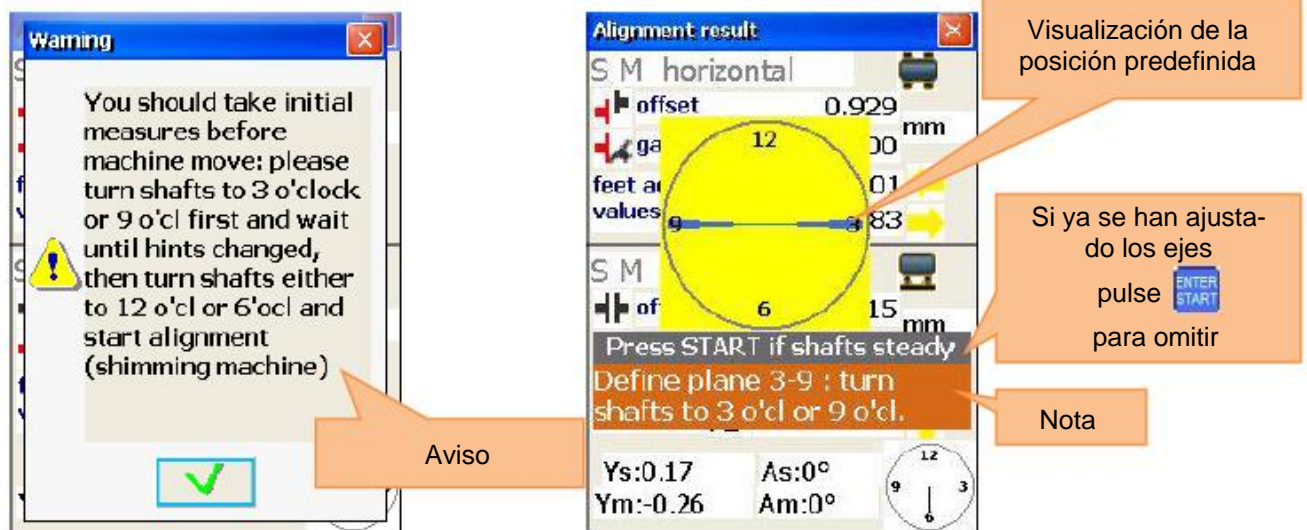 Warning
You should take initial
measures before
machine move: please
turn shafts to 3 o'clock
or 9 o'cl first and wait
until hints changed,
then turn shafts either
to 12 o'cl or 6'ocl and
start alignment
(shimming machine)
Aviso
Alignment result
S M horizontal
offset 0.929
mm
ga 00
feet a 01
values 83
12
9 3
6
S M
of 15
mm
Press START if shafts steady
Define plane 3-9 : turn
shafts to 3 o'cl or 9 o'cl.
Ys:0.17 As:0°
Ym:-0.26 Am:0°
12
9 3
6
Visualización de la
posición predefinida
Si ya se han ajusta-
do los ejes
pulse ENTER
START
para omitir
Nota